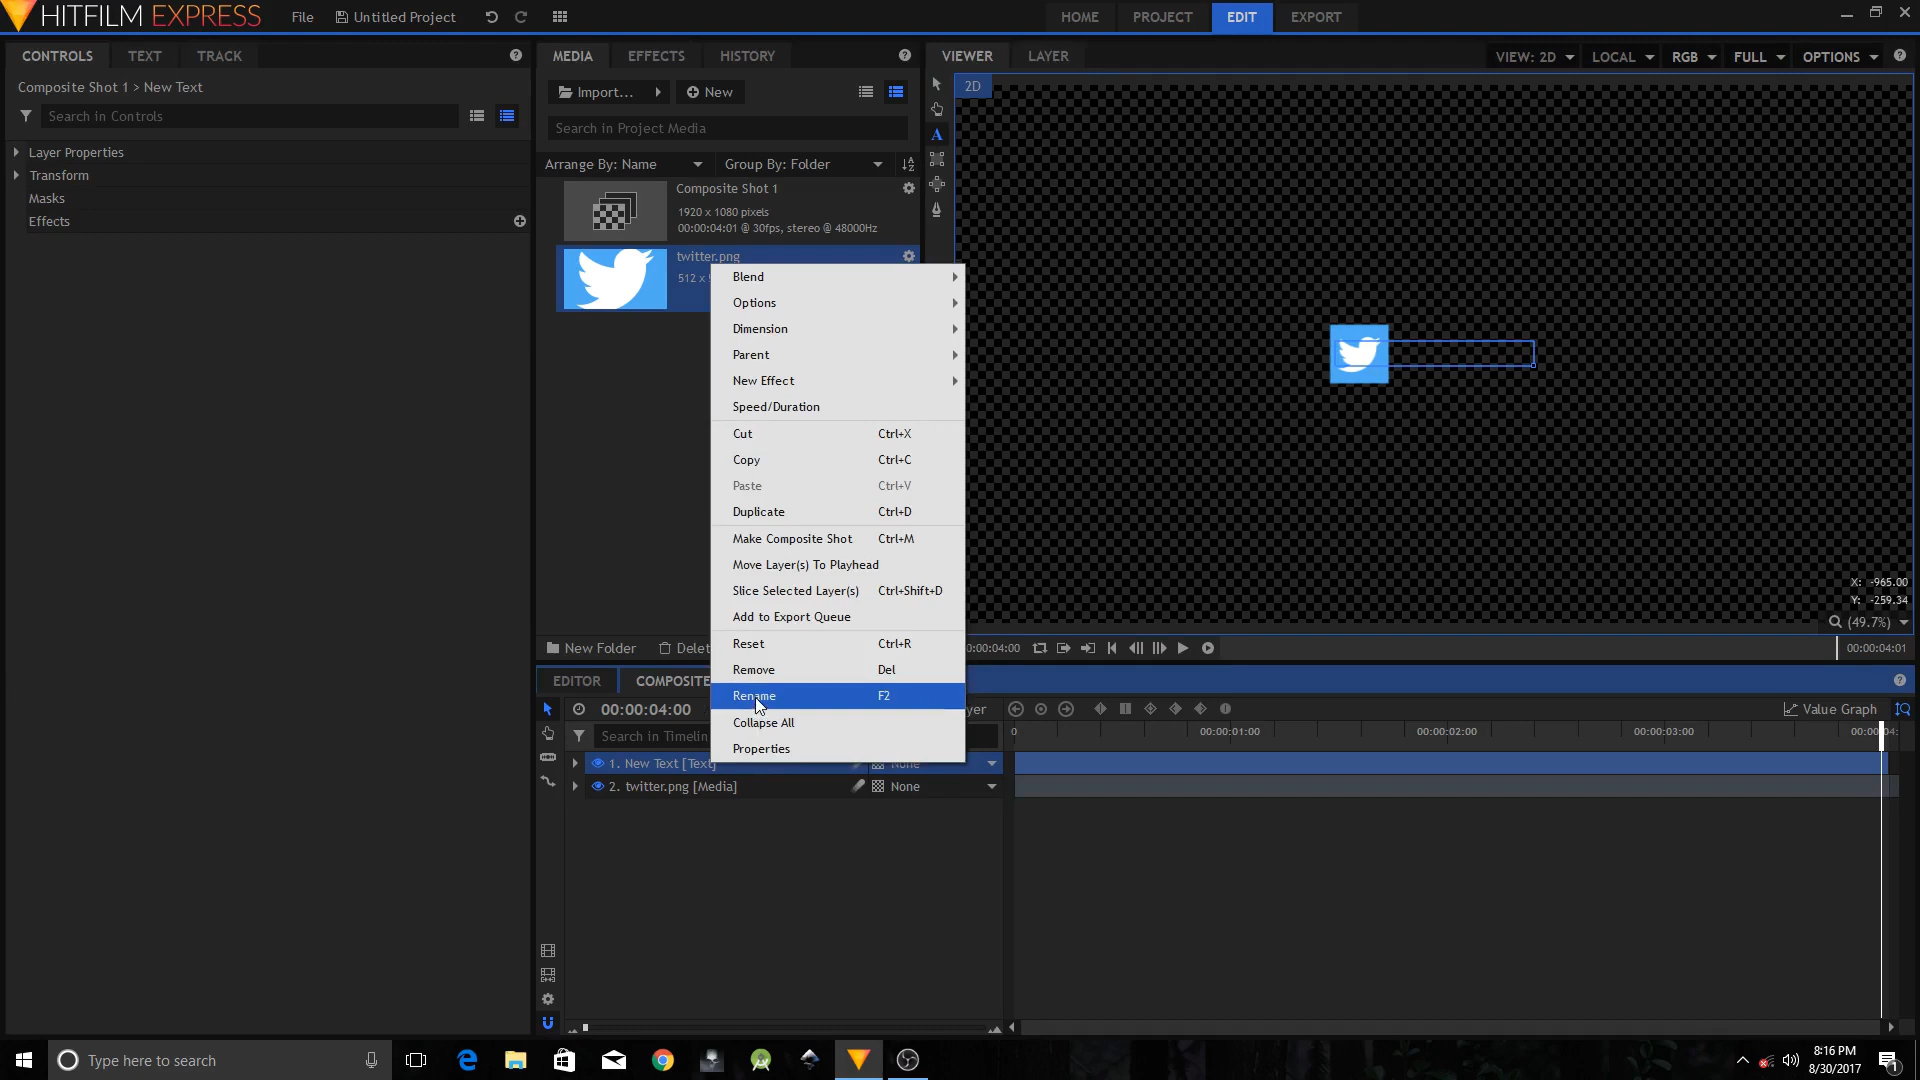 HITFILM EXPRESS
File
Untitled Project
HOME
PROJECT
EDIT
EXPORT
CONTROLS
TEXT
TRACK
Composite Shot 1 > New Text
Search in Controls
Layer Properties
Transform
Masks
Effects
MEDIA
EFFECTS
HISTORY
Import...
New
Search in Project Media
Arrange By: Name
Group By: Folder
Composite Shot 1
1920 x 1080 pixels
00:00:04:01 @ 30fps, stereo @ 48000Hz
twitter.png
512 x
New Folder
Blend
Options
Dimension
Parent
New Effect
Speed/Duration
Cut Ctrl+X
Copy Ctrl+C
Paste Ctrl+V
Duplicate Ctrl+D
Make Composite Shot Ctrl+M
Move Layer(s) To Playhead
Slice Selected Layer(s) Ctrl+Shift+D
Add to Export Queue
Reset Ctrl+R
Remove Del
Rename F2
Collapse All
Properties
VIEWER
LAYER
VIEW: 2D
LOCAL
RGB
FULL
OPTIONS
2D
A
X: -965.00
Y: -259.34
(49.7%)
00:00:04:01
EDITOR
COMPOSITE
00:00:04:00
Value Graph
Search in Timelin
0
00:00:01:00
00:00:02:00
00:00:03:00
1. New Text [Text]
None
2. twitter.png [Media]
None
Type here to search
8:16 PM
8/30/2017
1